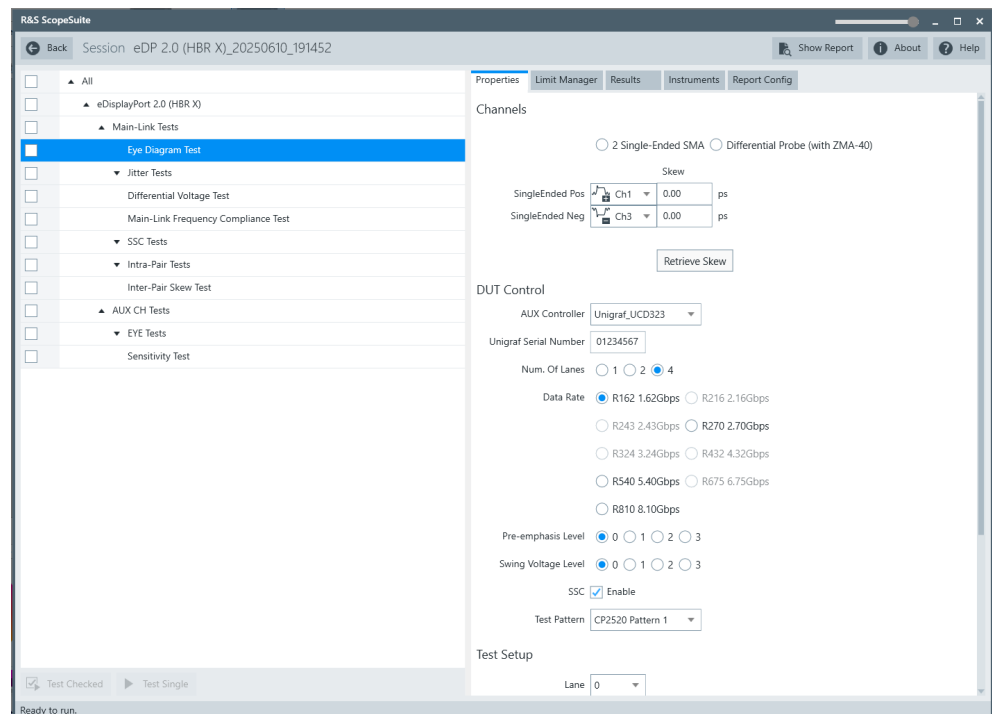 R&S ScopeSuite
Back Session eDP 2.0 (HBR X)_20250610_191452 Show Report About Help
All
eDisplayPort 2.0 (HBR X)
Main-Link Tests
Eye Diagram Test
Jitter Tests
Differential Voltage Test
Main-Link Frequency Compliance Test
SSC Tests
Intra-Pair Tests
Inter-Pair Skew Test
AUX CH Tests
EYE Tests
Sensitivity Test
Test Checked Test Single
Ready to run.
Properties Limit Manager Results Instruments Report Config
Channels
2 Single-Ended SMA Differential Probe (with ZMA-40)
Skew
SingleEnded Pos Ch1 0.00 ps
SingleEnded Neg Ch3 0.00 ps
Retrieve Skew
DUT Control
AUX Controller Unigraf_UCD323
Unigraf Serial Number 01234567
Num. Of Lanes 1 2 4
Data Rate R162 1.62Gbps R216 2.16Gbps
R243 2.43Gbps R270 2.70Gbps
R324 3.24Gbps R432 4.32Gbps
R540 5.40Gbps R675 6.75Gbps
R810 8.10Gbps
Pre-emphasis Level 0 1 2 3
Swing Voltage Level 0 1 2 3
SSC Enable
Test Pattern CP2520 Pattern 1
Test Setup
Lane 0